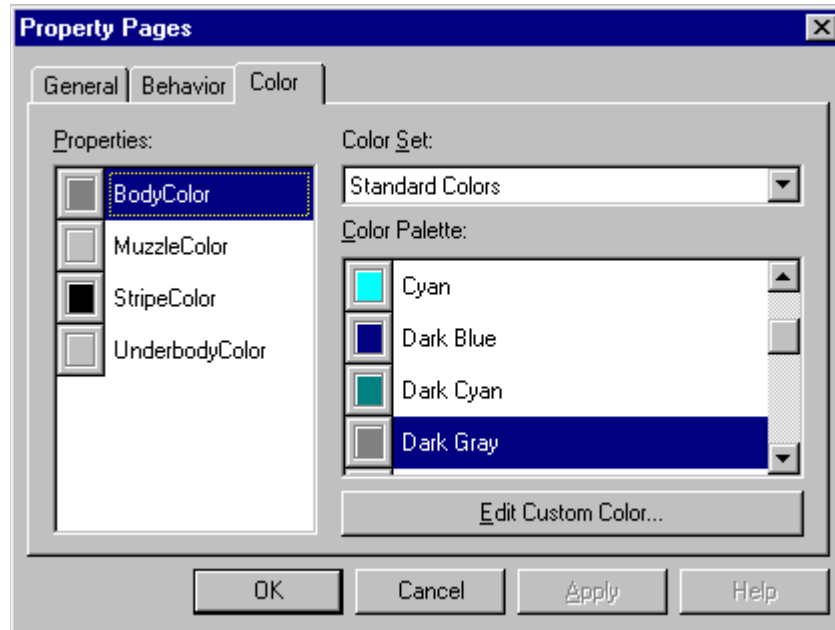 Property Pages
General Behavior Color
Properties:
BodyColor
MuzzleColor
StripeColor
UnderbodyColor
Color Set:
Standard Colors
Color Palette:
Cyan
Dark Blue
Dark Cyan
Dark Gray
Edit Custom Color...
OK Cancel Apply Help